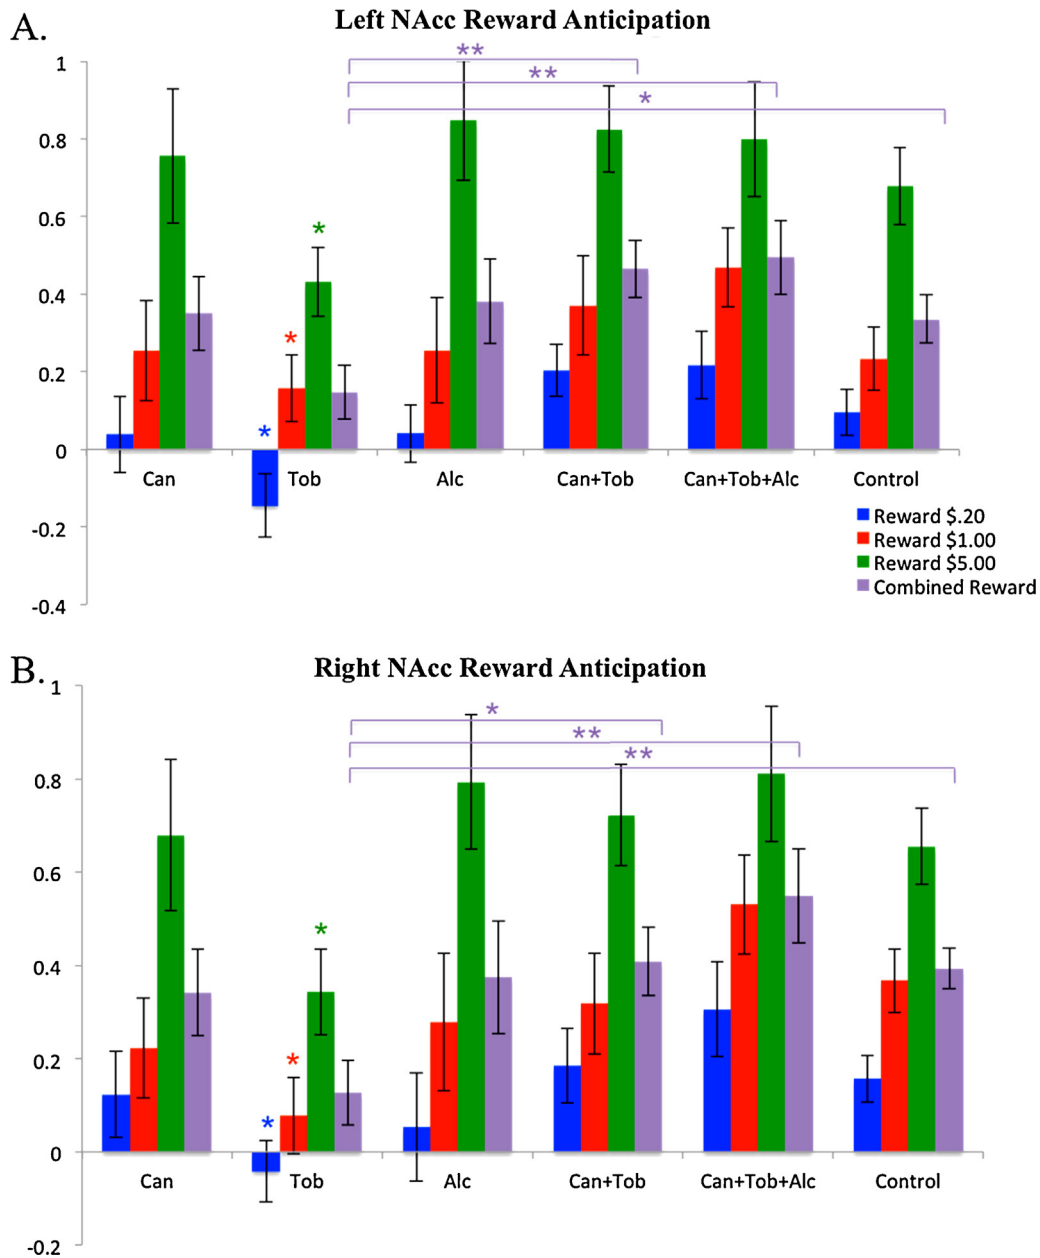 A.
Left NAcc Reward Anticipation
**
**
*
1
0.8
0.6
0.4
0.2
0
-0.2
-0.4
*
*
*
Can
Tob
Alc
Can+Tob
Can+Tob+Alc
Control
Reward $.20
Reward $1.00
Reward $5.00
Combined Reward
B.
Right NAcc Reward Anticipation
*
**
**
1
0.8
0.6
0.4
0.2
0
-0.2
*
*
*
Can
Tob
Alc
Can+Tob
Can+Tob+Alc
Control